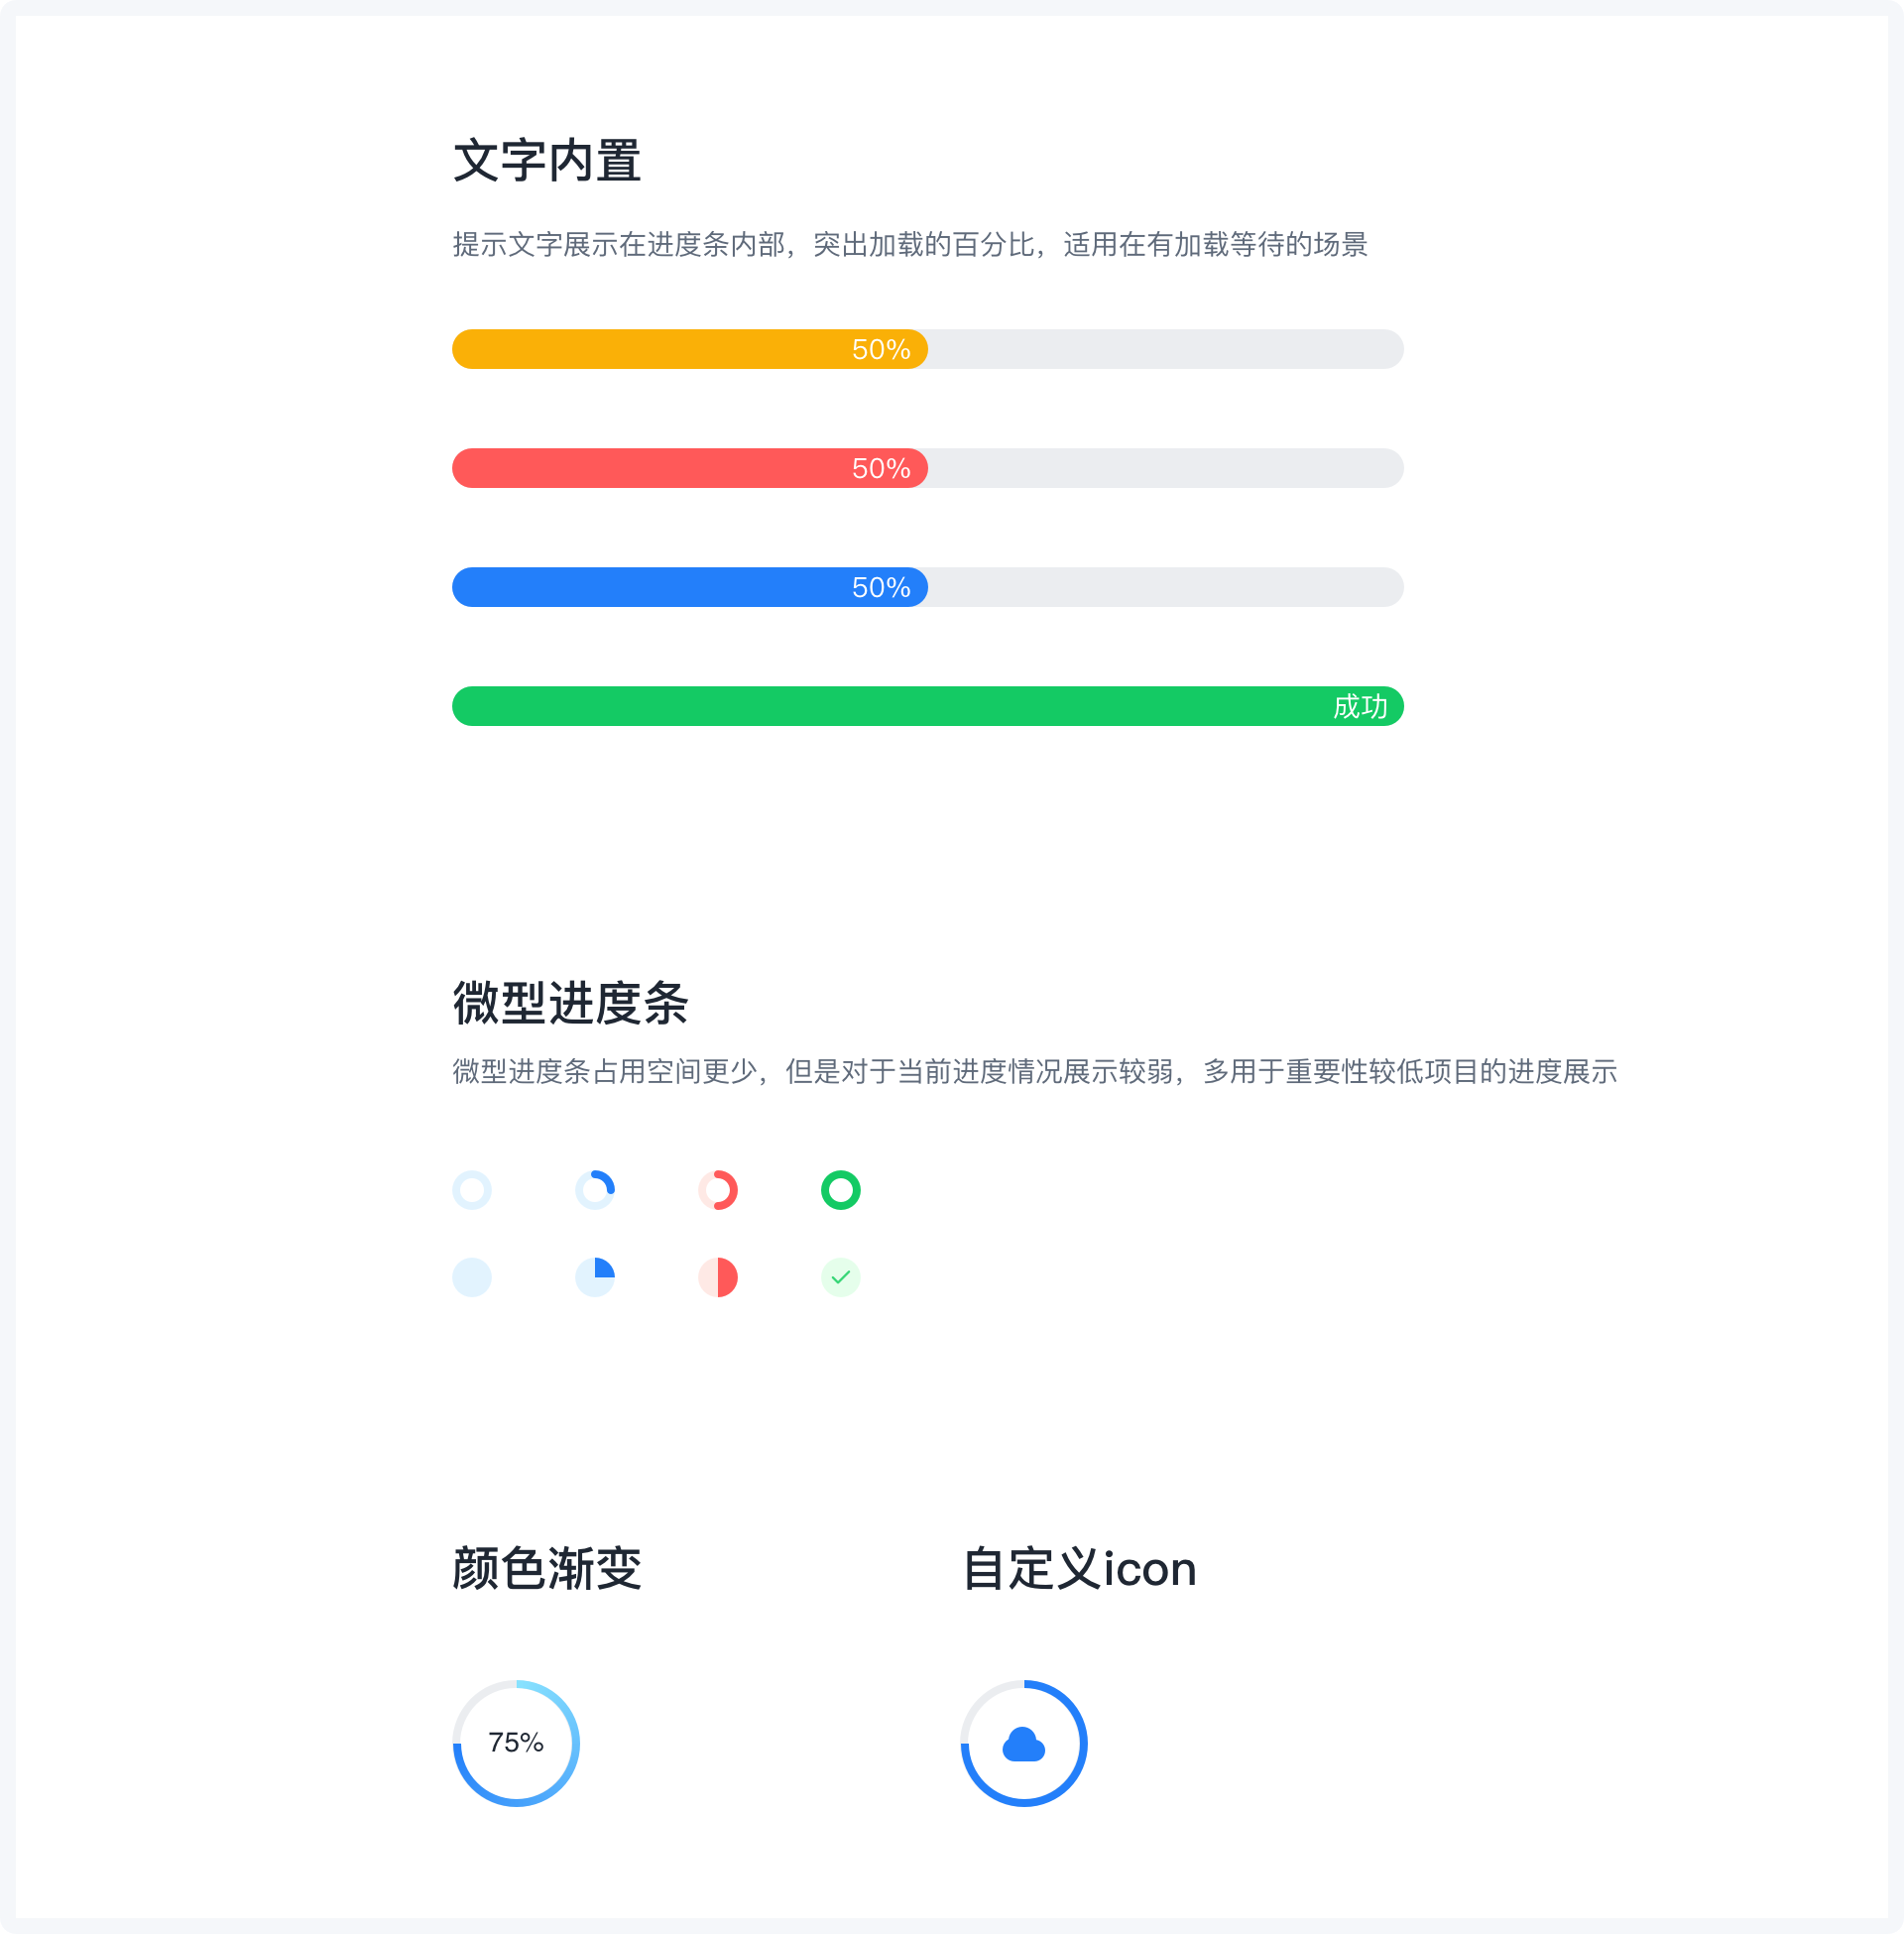 文字内置
提示文字展示在进度条内部，突出加载的百分比，适用在有加载等待的场景
50%
50%
50%
成功
微型进度条
微型进度条占用空间更少，但是对于当前进度情况展示较弱，多用于重要性较低项目的进度展示
颜色渐变
自定义icon
75%